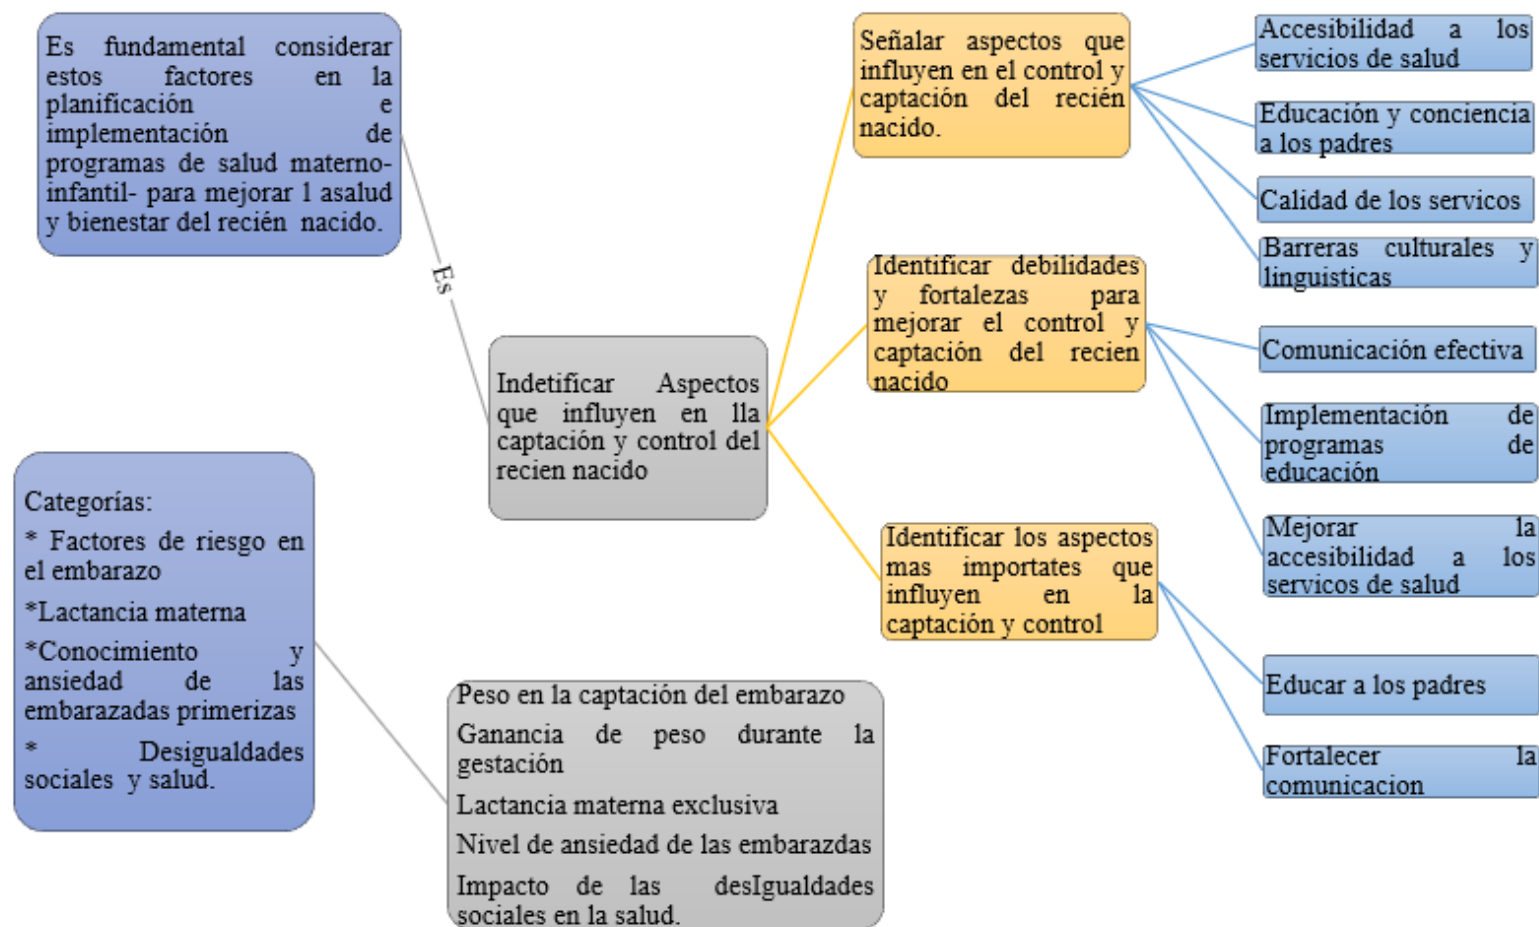 Es fundamental considerar
estos factores en la
planificación e
implementación de
programas de salud materno-
infantil- para mejorar l asalud
y bienestar del recién nacido.
Es
Indetifícar Aspectos
que influyen en lla
captación y control del
recien nacido
Señalar aspectos que
influyen en el control y
captación del recién
nacido.
Accesibilidad a los
servicios de salud
Educación y conciencia
a los padres
Calidad de los servicos
Barreras culturales y
linguisticas
Identificar debilidades
y fortalezas para
mejorar el control y
captación del recien
nacido
Comunicación efectiva
Implementación de
programas de
educación
Mejorar la
accesibilidad a los
servicos de salud
Identificar los aspectos
mas importates que
influyen en la
captación y control
Educar a los padres
Fortalecer la
comunicacion
Categorías:
* Factores de riesgo en
el embarazo
*Lactancia materna
*Conocimiento y
ansiedad de las
embarazadas primerizas
* Desigualdades
sociales y salud.
Peso en la captación del embarazo
Ganancia de peso durante la
gestación
Lactancia materna exclusiva
Nivel de ansiedad de las embarazdas
Impacto de las desIgualdades
sociales en la salud.